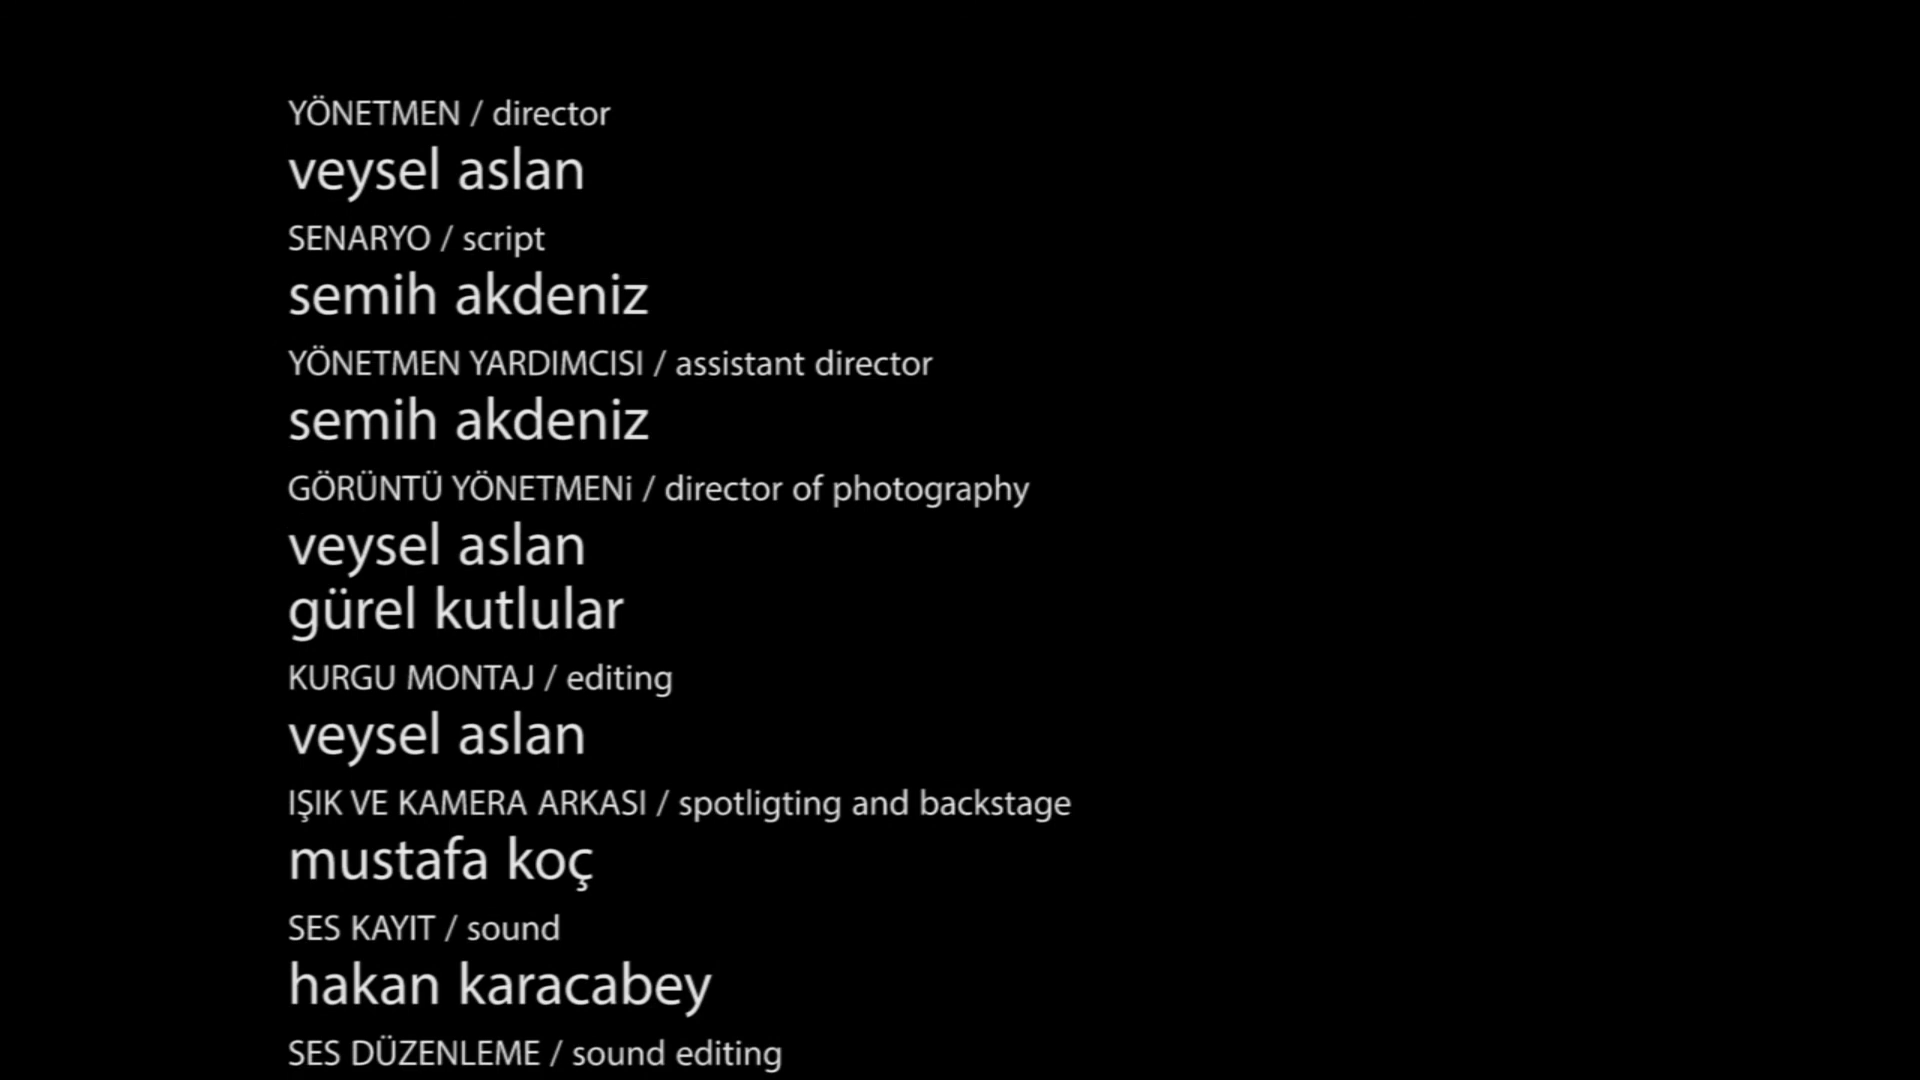 YÖNETMEN / director
veysel aslan
SENARYO / script
semih akdeniz
YÖNETMEN YARDIMCISI / assistant director
semih akdeniz
GÖRÜNTÜ YÖNETMENi / director of photography
veysel aslan
gürel kutlular
KURGU MONTAJ / editing
veysel aslan
IŞIK VE KAMERA ARKASI / spotligting and backstage
mustafa koç
SES KAYIT / sound
hakan karacabey
SES DÜZENLEME / sound editing